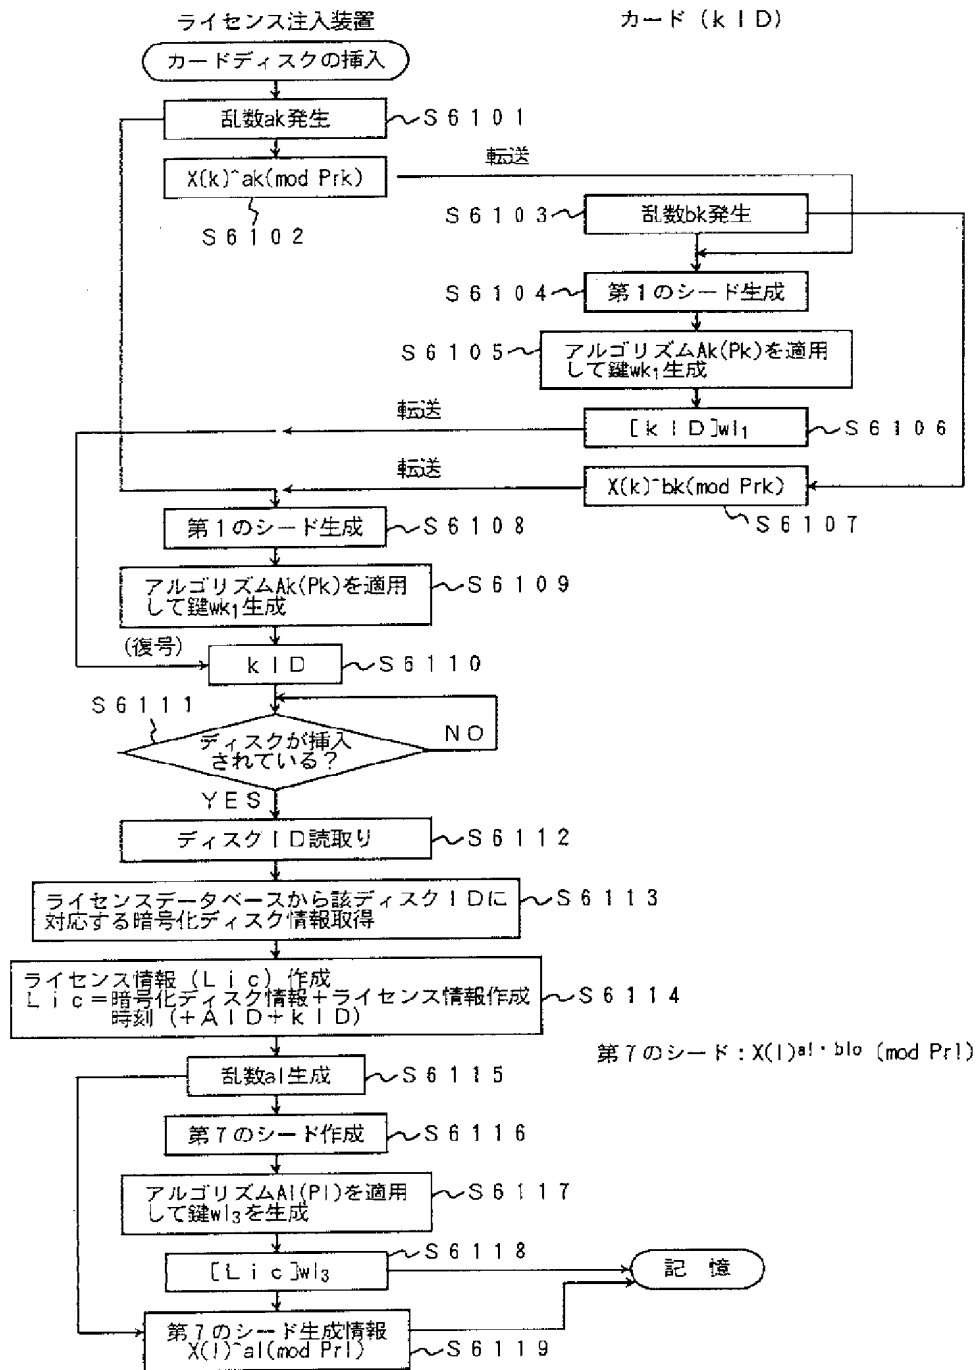 ライセンス注入装置
カード (kID)
カードディスクの挿入
乱数ak発生
S6101
X(k)^ak(mod Prk)
転送
S6102
S6103
乱数bk発生
S6104
第1のシード生成
S6105
アルゴリズムAk(Pk)を適用
して鍵wk1生成
転送
[kID]wl1
S6106
転送
X(k)^bk(mod Prk)
S6107
第1のシード生成
S6108
アルゴリズムAk(Pk)を適用
して鍵wk1生成
S6109
(復号)
kID
S6110
S6111
ディスクが挿入
されている?
NO
YES
ディスクID読取り
S6112
ライセンスデータベースから該ディスクIDに
対応する暗号化ディスク情報取得
S6113
ライセンス情報 (Lic) 作成
Lic=暗号化ディスク情報+ライセンス情報作成
時刻 (+AID+kID)
S6114
第7のシード:X(l)al・blo (mod Prl)
乱数al生成
S6115
第7のシード作成
S6116
アルゴリズムAl(Pl)を適用
して鍵wl3を生成
S6117
[Lic]wl3
S6118
記憶
第7のシード生成情報
X(l)^al(mod Prl)
S6119